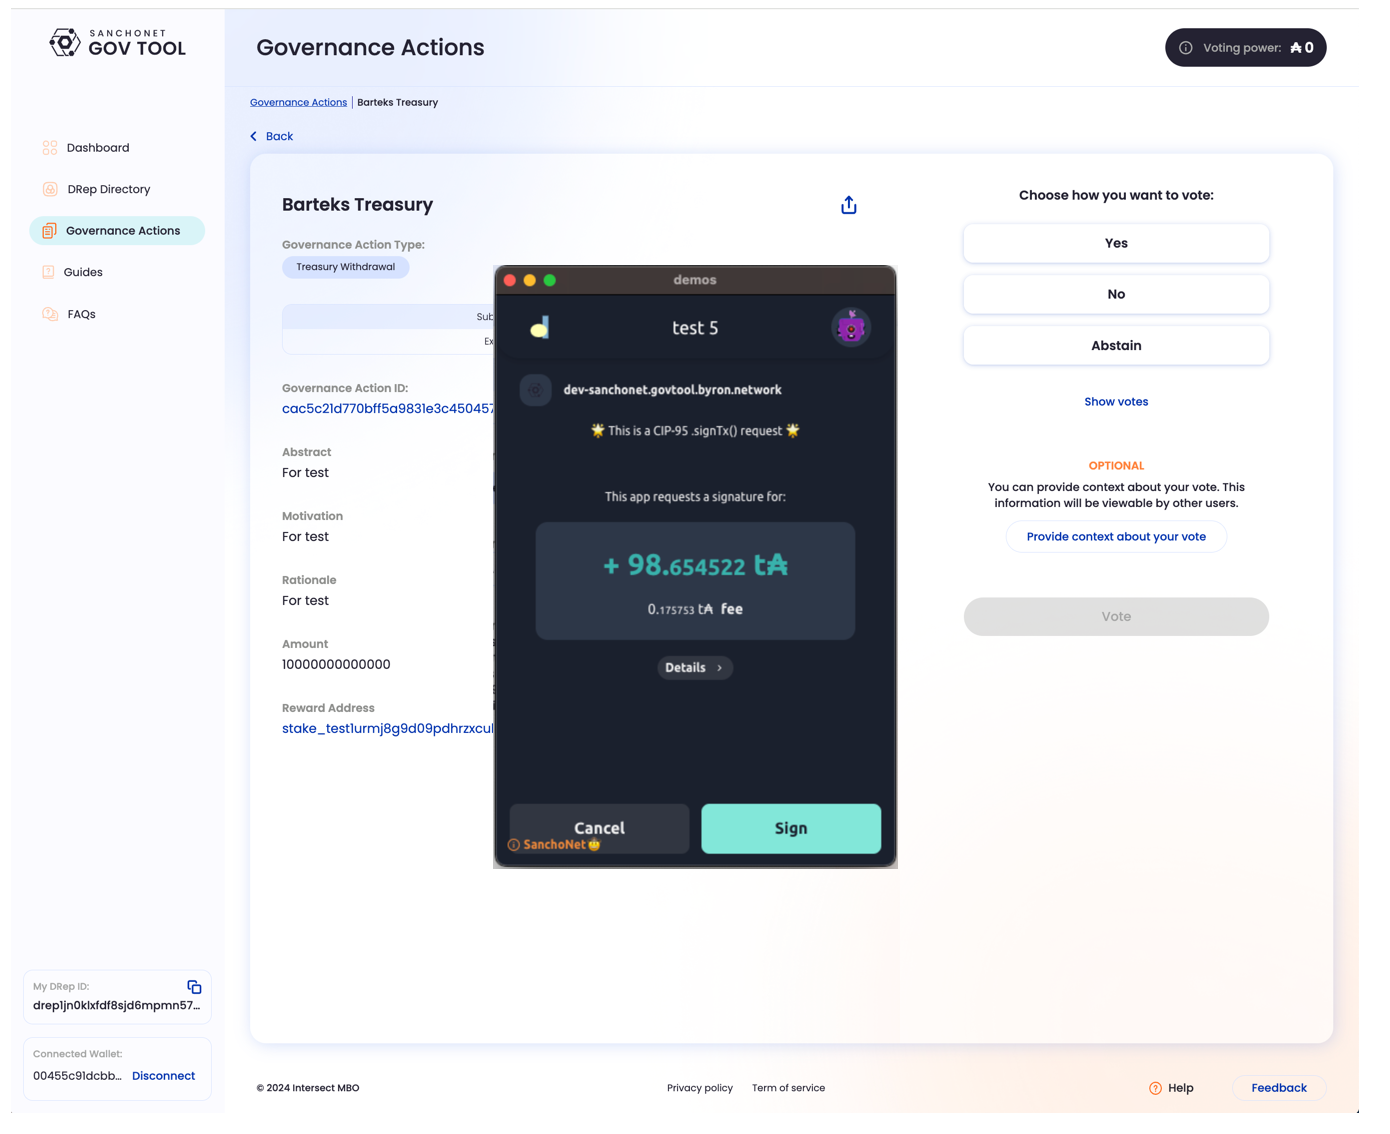 SANCHONET
GOV TOOL
Governance Actions
Voting power: ₳ 0
Governance Actions | Barteks Treasury
Back
Dashboard
DRep Directory
Governance Actions
Guides
FAQs
My DRep ID:
drep1jn0klxfdf8sjd6mpmn57...
Connected Wallet:
00455c91dcbb... Disconnect
Barteks Treasury
Governance Action Type:
Treasury Withdrawal
Sub
Ex
Governance Action ID:
cac5c21d770bff5a9831e3c450457
Abstract
For test
Motivation
For test
Rationale
For test
Amount
10000000000000
Reward Address
stake_test1urmj8g9d09pdhrzxcul
demos
test 5
dev-sanchonet.govtool.byron.network
🌟 This is a CIP-95 .signTx() request 🌟
This app requests a signature for:
+ 98.654522 t₳
0.175753 t₳ fee
Details ›
Cancel
Sign
SanchoNet 🤠
Choose how you want to vote:
Yes
No
Abstain
Show votes
OPTIONAL
You can provide context about your vote. This
information will be viewable by other users.
Provide context about your vote
Vote
© 2024 Intersect MBO
Privacy policy
Term of service
Help
Feedback